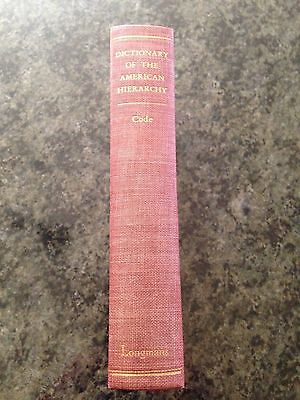 DICTIONARY
OF THE
AMERICAN
HIERARCHY
Code
Longmans